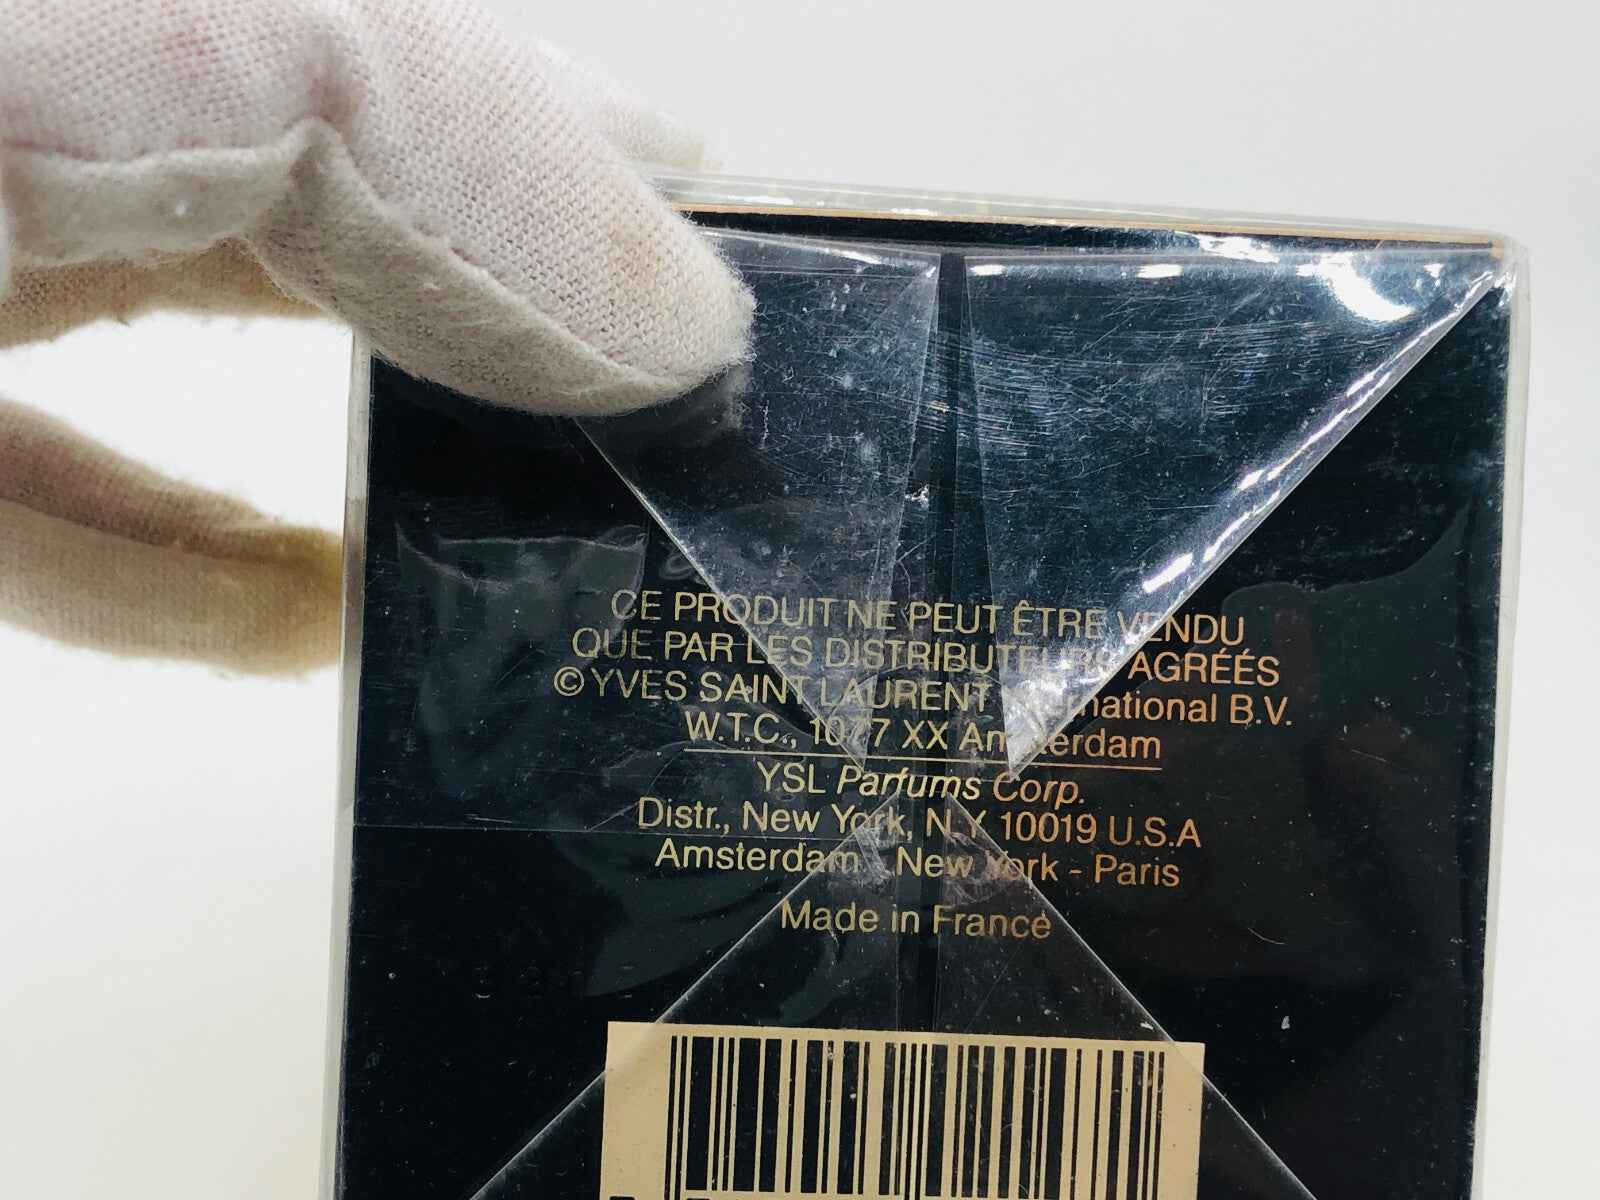 CE PRODUIT NE PEUT ÊTRE VENDU
QUE PAR LES DISTRIBUTEURS AGRÉÉS
© YVES SAINT LAURENT International B.V.
W.T.C., 1077 XX Amsterdam
YSL Parfums Corp.
Distr., New York, N.Y 10019 U.S.A
Amsterdam - New York - Paris
Made in France